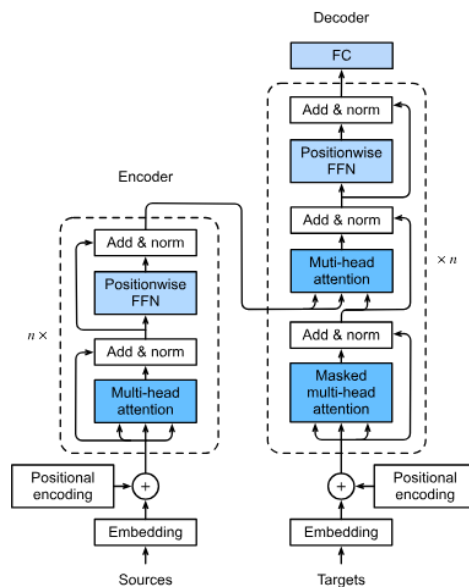 Decoder
FC
Add & norm
Positionwise
FFN
Add & norm
Muti-head
attention
× n
Add & norm
Masked
multi-head
attention
Positional
encoding
+
Embedding
Targets
Encoder
Add & norm
Positionwise
FFN
n ×
Add & norm
Multi-head
attention
Positional
encoding
+
Embedding
Sources